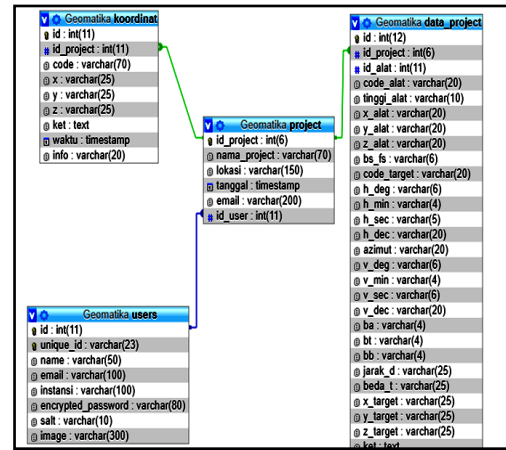 Geomatika koordinat
id : int(11)
# id_project : int(11)
code : varchar(70)
x : varchar(25)
y : varchar(25)
z : varchar(25)
ket : text
waktu : timestamp
info : varchar(20)
Geomatika project
id_project : int(6)
nama_project : varchar(70)
lokasi : varchar(150)
tanggal : timestamp
email : varchar(200)
# id_user : int(11)
Geomatika users
id : int(11)
unique_id : varchar(23)
name : varchar(50)
email : varchar(100)
instansi : varchar(100)
encrypted_password : varchar(80)
salt : varchar(10)
image : varchar(300)
Geomatika data_project
id : int(12)
# id_project : int(6)
# id_alat : int(11)
code_alat : varchar(20)
tinggi_alat : varchar(10)
x_alat : varchar(20)
y_alat : varchar(20)
z_alat : varchar(20)
bs_fs : varchar(6)
code_target : varchar(20)
h_deg : varchar(6)
h_min : varchar(4)
h_sec : varchar(5)
h_dec : varchar(20)
azimut : varchar(20)
v_deg : varchar(6)
v_min : varchar(4)
v_sec : varchar(6)
v_dec : varchar(20)
ba : varchar(4)
bt : varchar(4)
bb : varchar(4)
jarak_d : varchar(25)
beda_t : varchar(25)
x_target : varchar(25)
y_target : varchar(25)
z_target : varchar(25)
ket : text